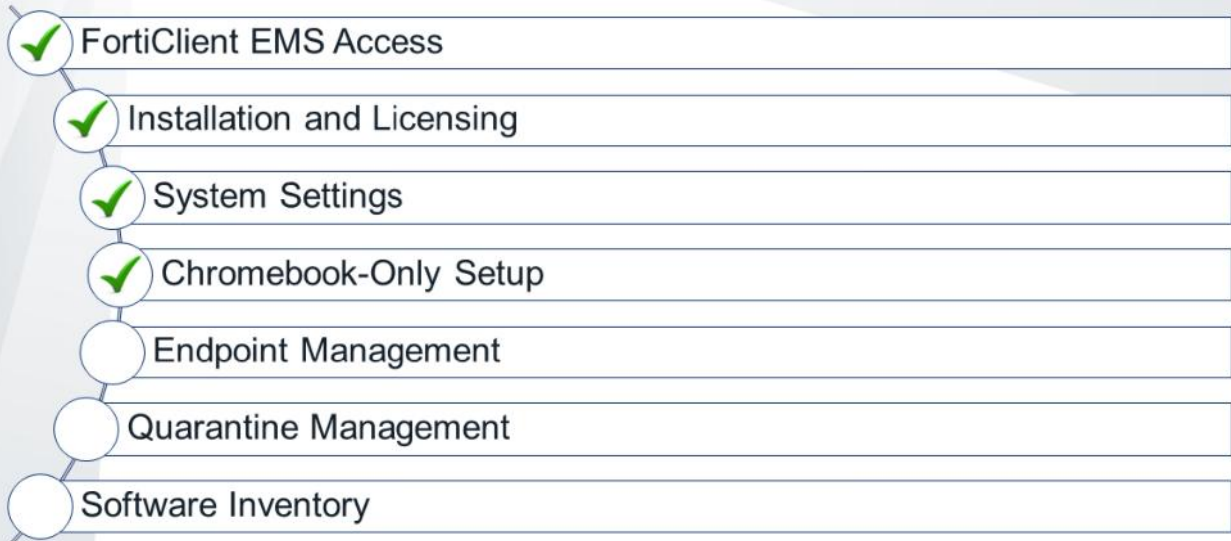 FortiClient EMS Access
Installation and Licensing
System Settings
Chromebook-Only Setup
Endpoint Management
Quarantine Management
Software Inventory